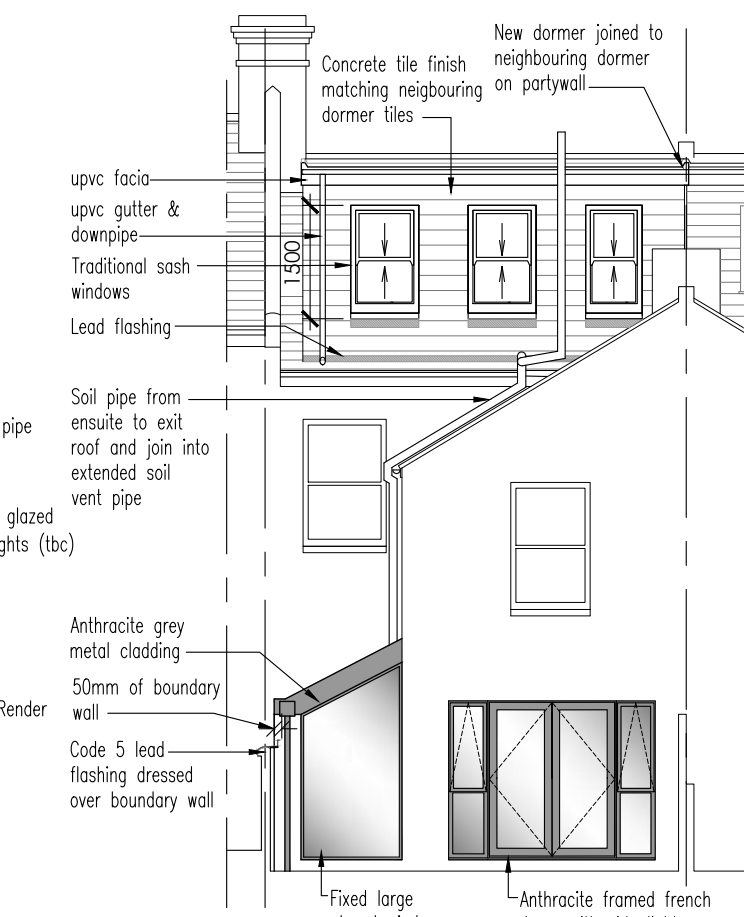 New dormer joined to
neighbouring dormer
on partywall
Concrete tile finish
matching neigbouring
dormer tiles
upvc facia
upvc gutter &
downpipe
1500
Traditional sash
windows
Lead flashing
Soil pipe from
ensuite to exit
roof and join into
extended soil
vent pipe
pipe
glazed
ghts (tbc)
Anthracite grey
metal cladding
50mm of boundary
wall
Render
Code 5 lead
flashing dressed
over boundary wall
Fixed large
Anthracite framed french